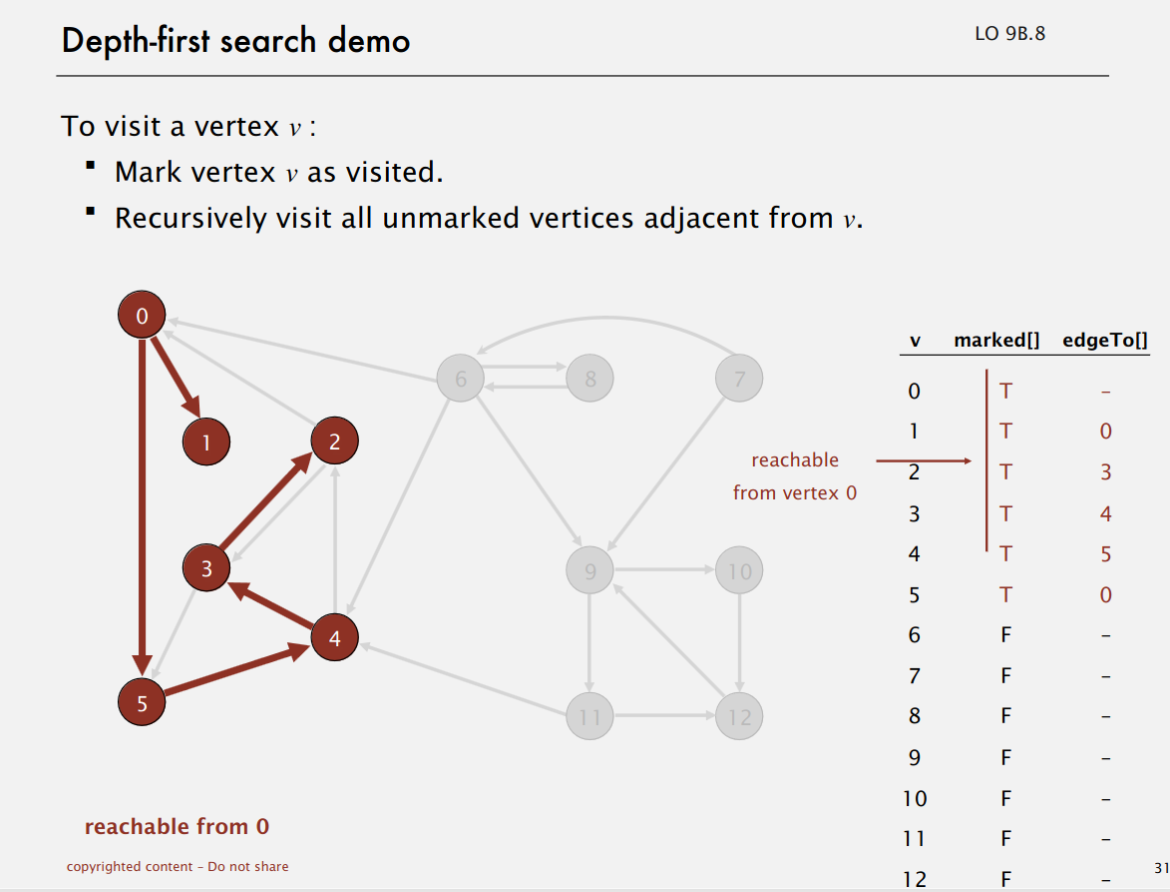 Depth-first search demo
LO 9B.8
To visit a vertex v :
▪ Mark vertex v as visited.
▪ Recursively visit all unmarked vertices adjacent from v.
0
6
8
7
1
2
3
9
10
4
5
11
12
reachable
from vertex 0
v marked[] edgeTo[]
0 T –
1 T 0
2 T 3
3 T 4
4 T 5
5 T 0
6 F –
7 F –
8 F –
9 F –
10 F –
11 F –
12 F –
reachable from 0
copyrighted content – Do not share
31